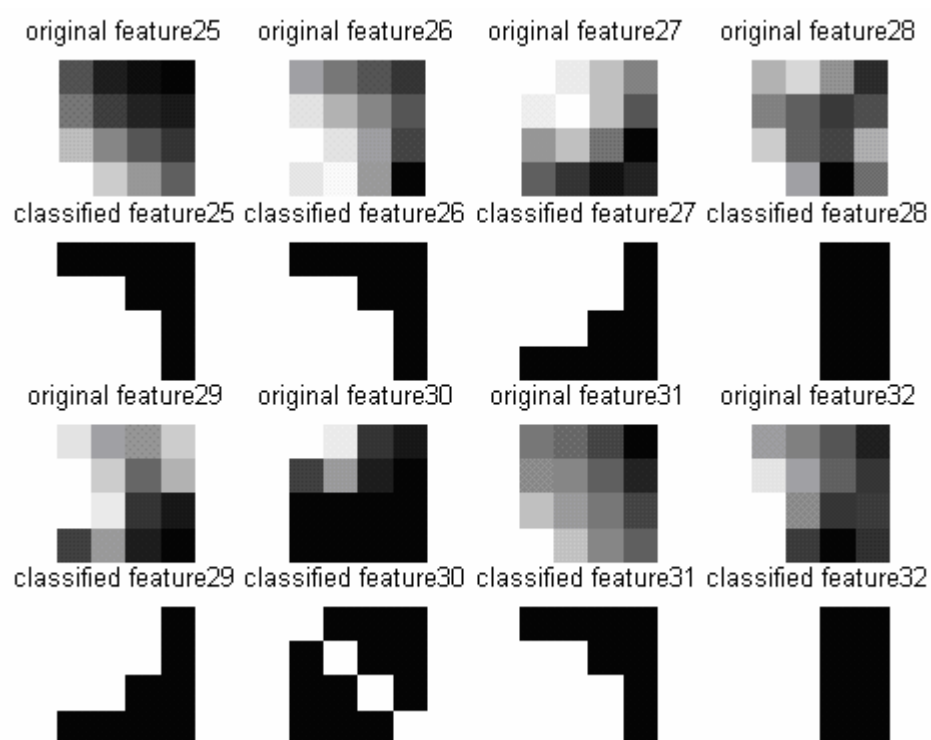 original feature25 original feature26 original feature27 original feature28
classified feature25 classified feature26 classified feature27 classified feature28
original feature29 original feature30 original feature31 original feature32
classified feature29 classified feature30 classified feature31 classified feature32